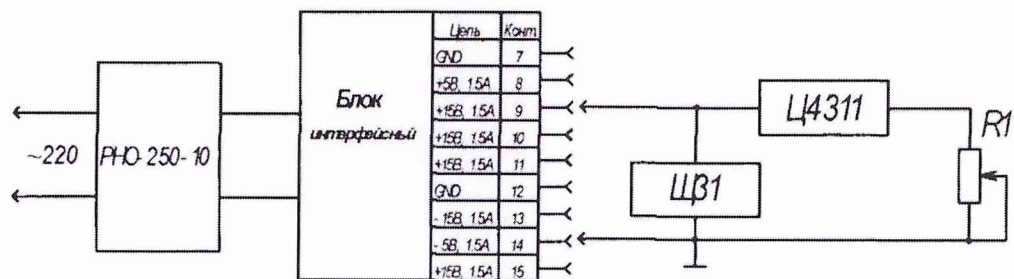 ~220
РНО-250-10
Блок
интерфейсный
Цепь Конт
GND 7
+5В, 1.5А 8
+15В, 1.5А 9
+15В, 1.5А 10
+15В, 1.5А 11
GND 12
-15В, 1.5А 13
-5В, 1.5А 14
+15В, 1.5А 15
Ц4311
Щ31
R1